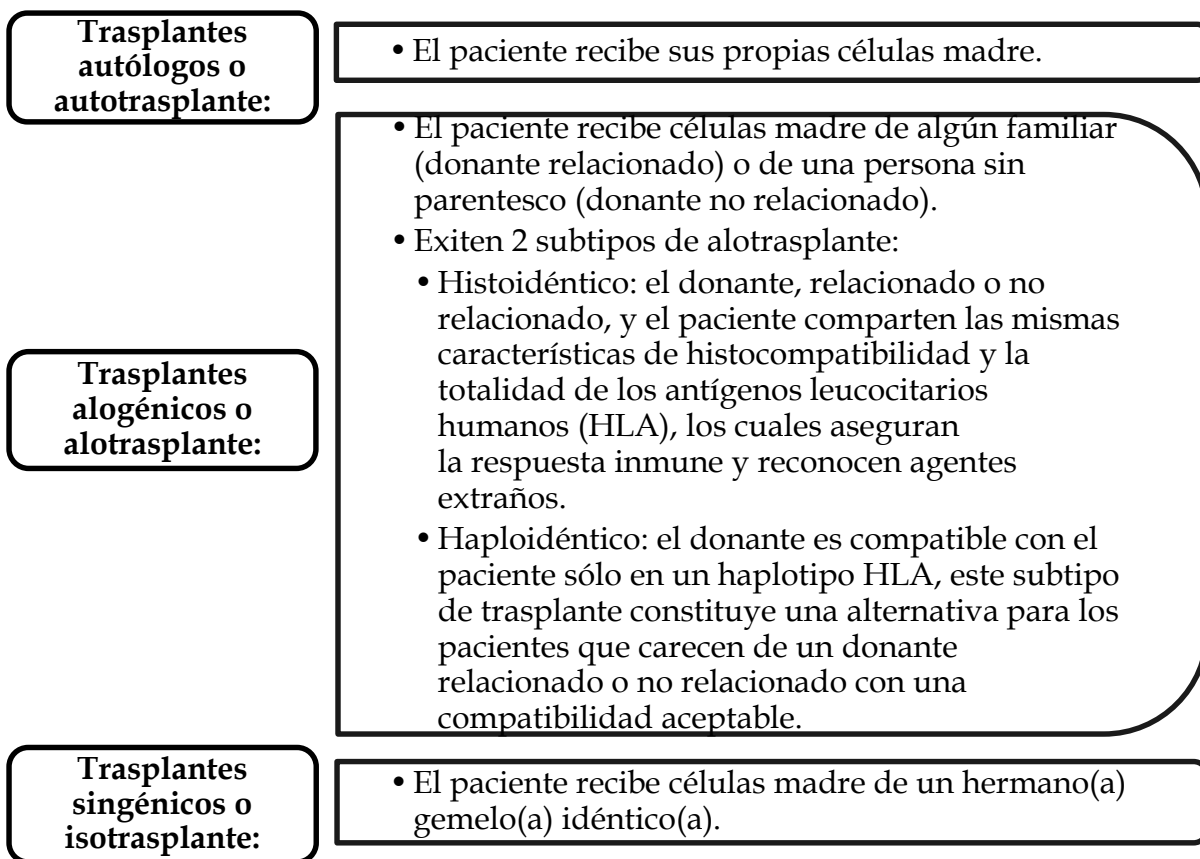 Trasplantes
autólogos o
autotrasplante:
• El paciente recibe sus propias células madre.
Trasplantes
alogénicos o
alotrasplante:
• El paciente recibe células madre de algún familiar
(donante relacionado) o de una persona sin
parentesco (donante no relacionado).
• Exiten 2 subtipos de alotrasplante:
• Histoidéntico: el donante, relacionado o no
relacionado, y el paciente comparten las mismas
características de histocompatibilidad y la
totalidad de los antígenos leucocitarios
humanos (HLA), los cuales aseguran
la respuesta inmune y reconocen agentes
extraños.
• Haploidéntico: el donante es compatible con el
paciente sólo en un haplotipo HLA, este subtipo
de trasplante constituye una alternativa para los
pacientes que carecen de un donante
relacionado o no relacionado con una
compatibilidad aceptable.
Trasplantes
singénicos o
isotrasplante:
• El paciente recibe células madre de un hermano(a)
gemelo(a) idéntico(a).